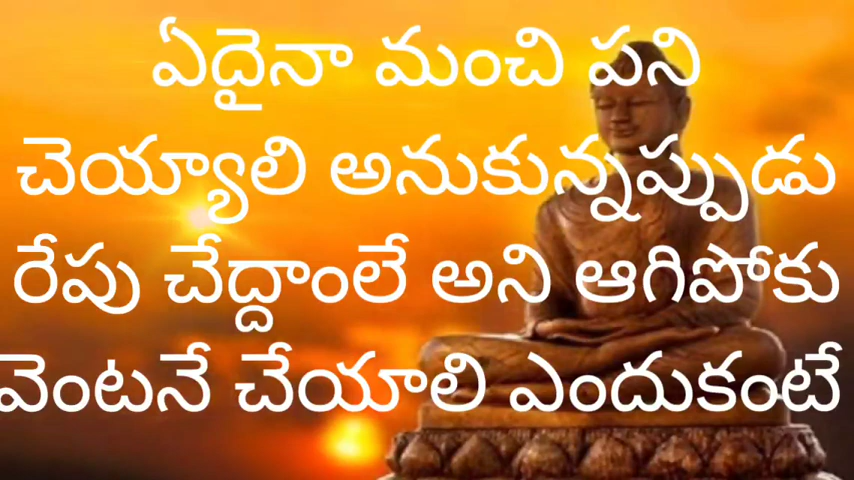 ఏదైనా మంచి పని
చెయ్యాలి అనుకున్నప్పుడు
రేపు చేద్దాంలే అని ఆగిపోకు
వెంటనే చేయాలి ఎందుకంటే